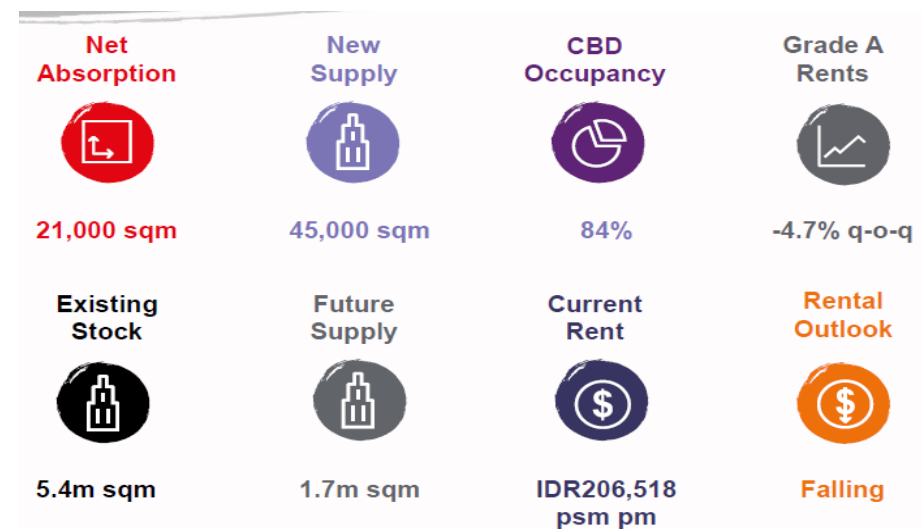 Net
Absorption
New
Supply
CBD
Occupancy
Grade A
Rents
21,000 sqm
45,000 sqm
84%
-4.7% q-o-q
Existing
Stock
Future
Supply
Current
Rent
Rental
Outlook
$
$
5.4m sqm
1.7m sqm
IDR206,518
psm pm
Falling